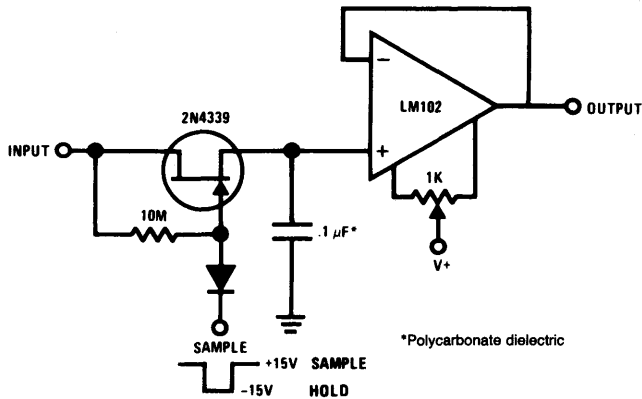 2N4339
LM102
OUTPUT
INPUT
−
+
1K
10M
.1 µF*
V+
SAMPLE
*Polycarbonate dielectric
+15V SAMPLE
−15V HOLD